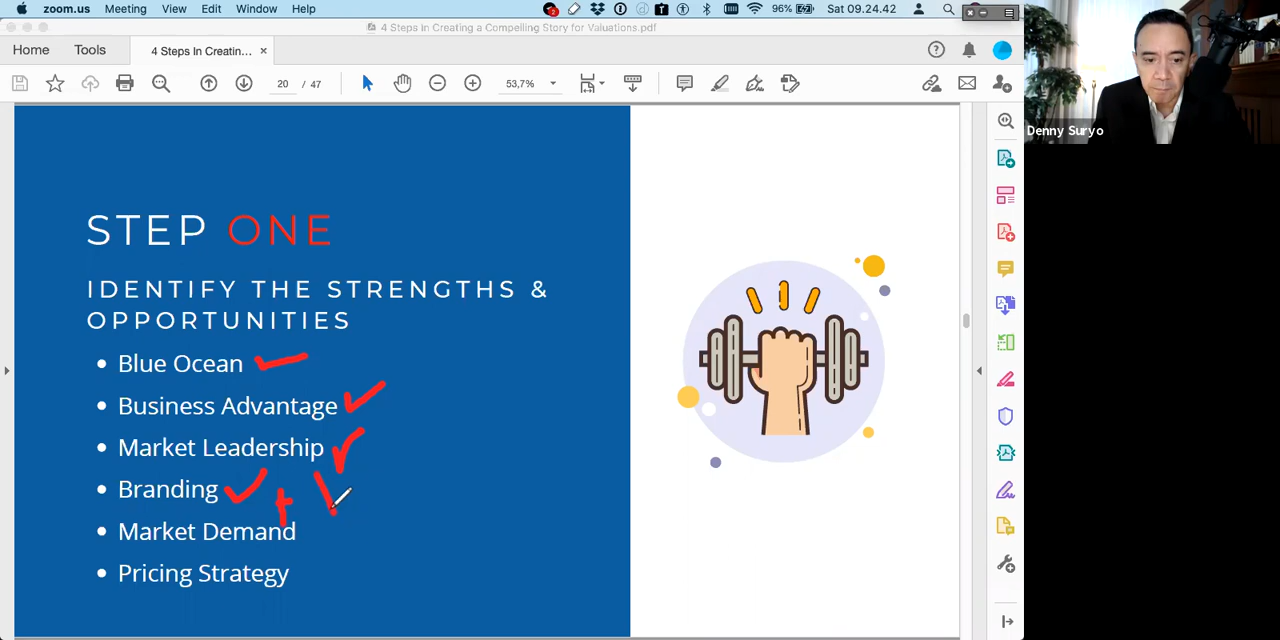 zoom.us Meeting View Edit Window Help 2 96% Sat 09.24.42
4 Steps In Creating a Compelling Story for Valuations.pdf
Home Tools 4 Steps In Creatin... ×
20 / 47 53,7%
Denny Suryo
STEP ONE
IDENTIFY THE STRENGTHS &
OPPORTUNITIES
• Blue Ocean
• Business Advantage
• Market Leadership
• Branding
• Market Demand
• Pricing Strategy